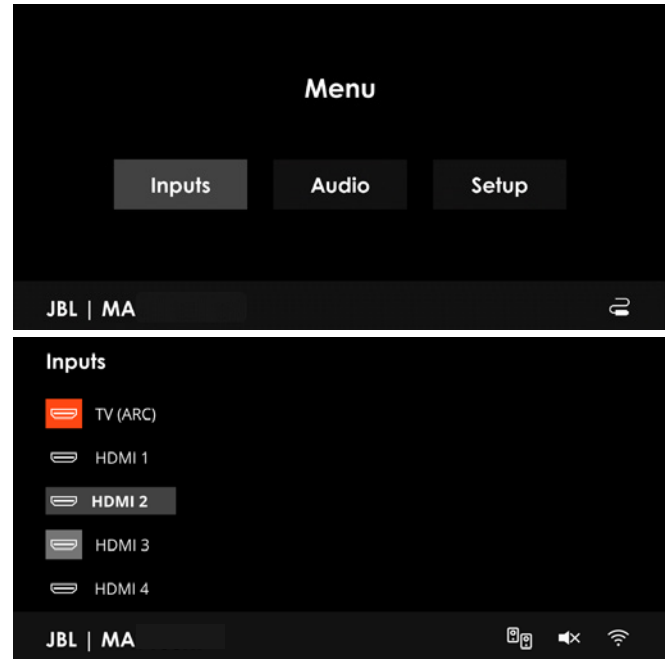 Menu
Inputs Audio Setup
JBL | MA
Inputs
TV (ARC)
HDMI 1
HDMI 2
HDMI 3
HDMI 4
JBL | MA